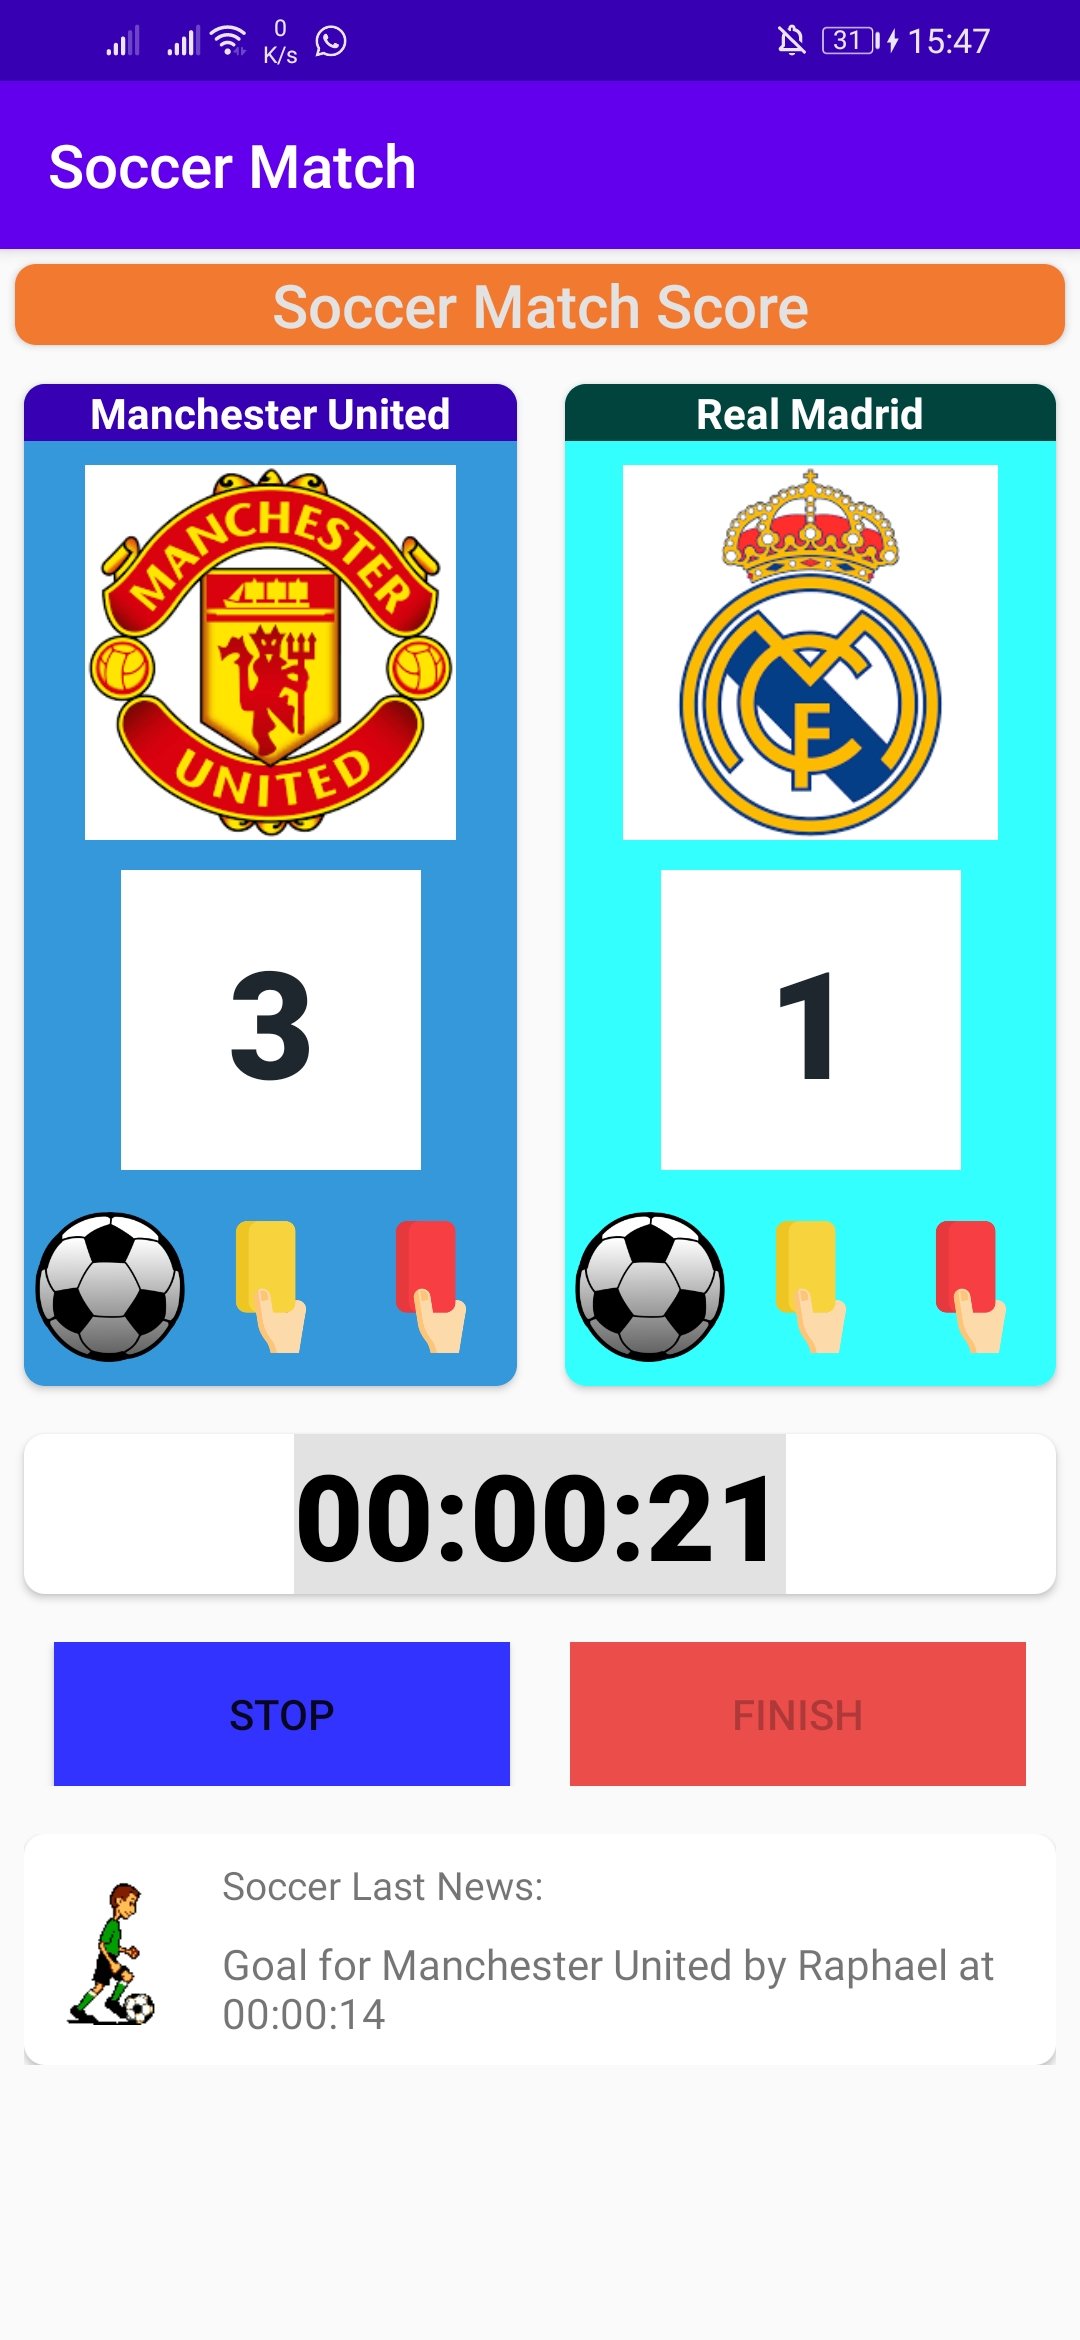 0
K/s
31
15:47
Soccer Match
Soccer Match Score
Manchester United
Real Madrid
MANCHESTER
UNITED
3
1
00:00:21
STOP
FINISH
Soccer Last News:
Goal for Manchester United by Raphael at
00:00:14